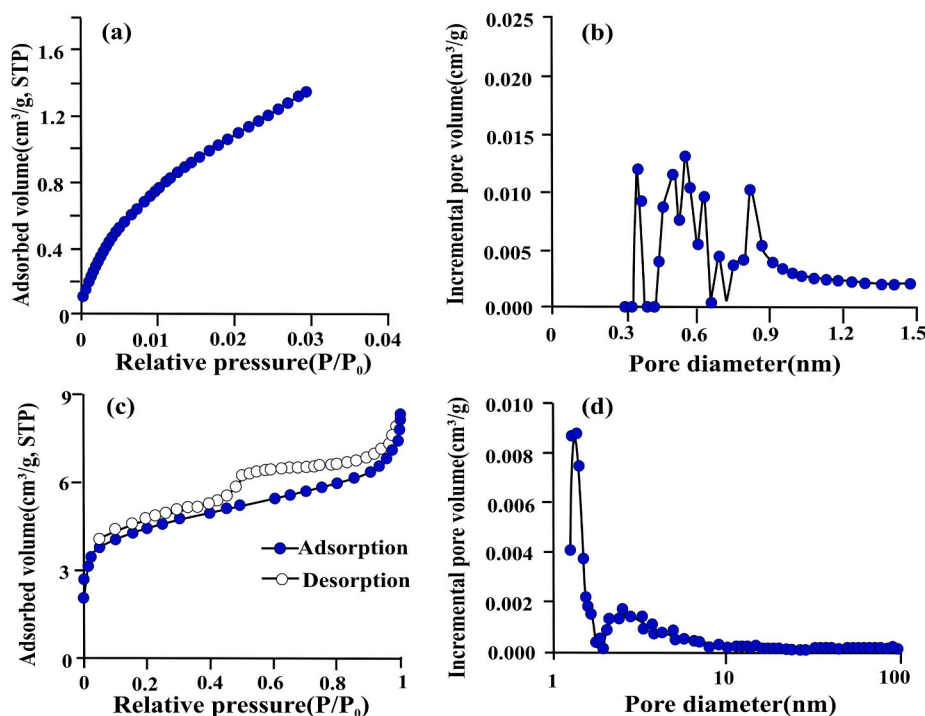 (a)
Adsorbed volume(cm³/g, STP)
1.6
1.2
0.8
0.4
0
0
0.01
0.02
0.03
0.04
Relative pressure(P/P₀)
(b)
Incremental pore volume(cm³/g)
0.025
0.020
0.015
0.010
0.005
0.000
0
0.3
0.6
0.9
1.2
1.5
Pore diameter(nm)
(c)
Adsorbed volume(cm³/g, STP)
9
6
3
0
Adsorption
Desorption
0
0.2
0.4
0.6
0.8
1
Relative pressure(P/P₀)
(d)
Incremental pore volume(cm³/g)
0.010
0.008
0.006
0.004
0.002
0.000
1
10
100
Pore diameter(nm)